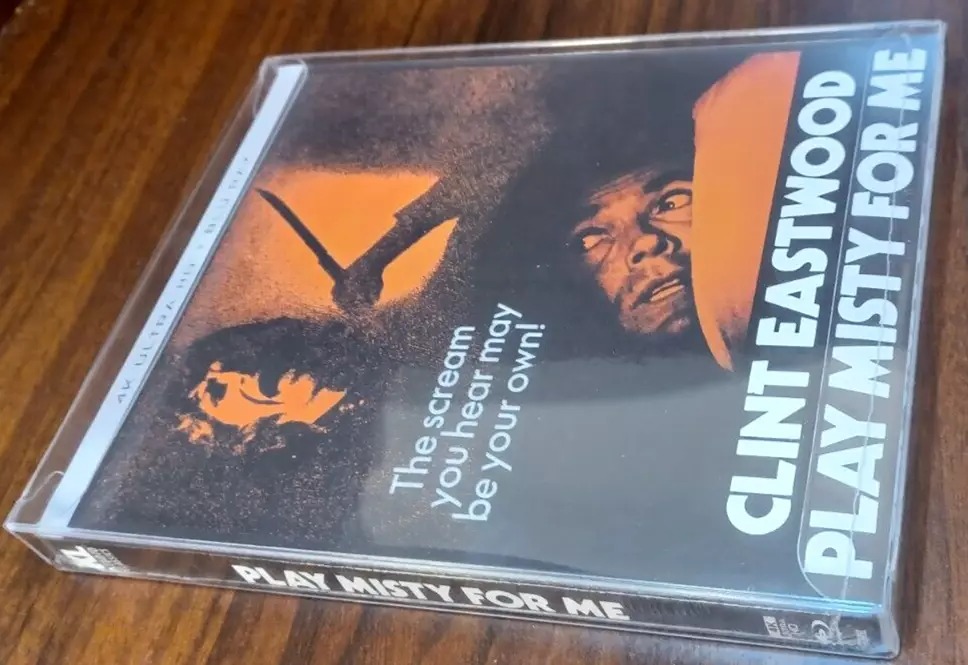 4K ULTRA HD + BLU-RAY
The scream
you hear may
be your own!
CLINT EASTWOOD
PLAY MISTY FOR ME
PLAY MISTY FOR ME